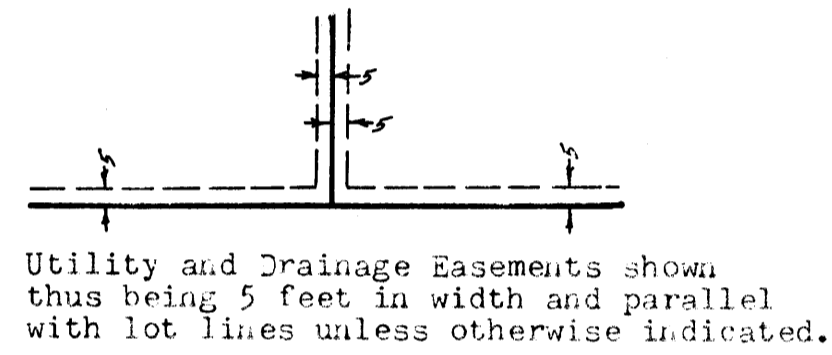 5
5
5
5
Utility and Drainage Easements shown
thus being 5 feet in width and parallel
with lot lines unless otherwise indicated.